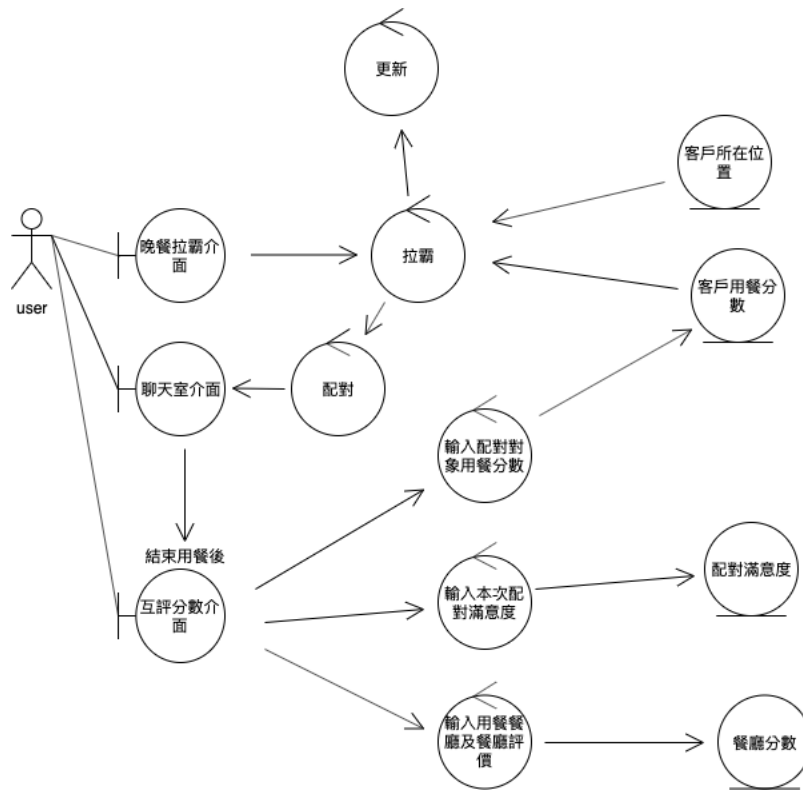 更新
客戶所在位
置
晚餐拉霸介
面
拉霸
客戶用餐分
數
user
聊天室介面
配對
輸入配對對
象用餐分數
結束用餐後
互評分數介
面
輸入本次配
對滿意度
配對滿意度
輸入用餐餐
廳及餐廳評
價
餐廳分數